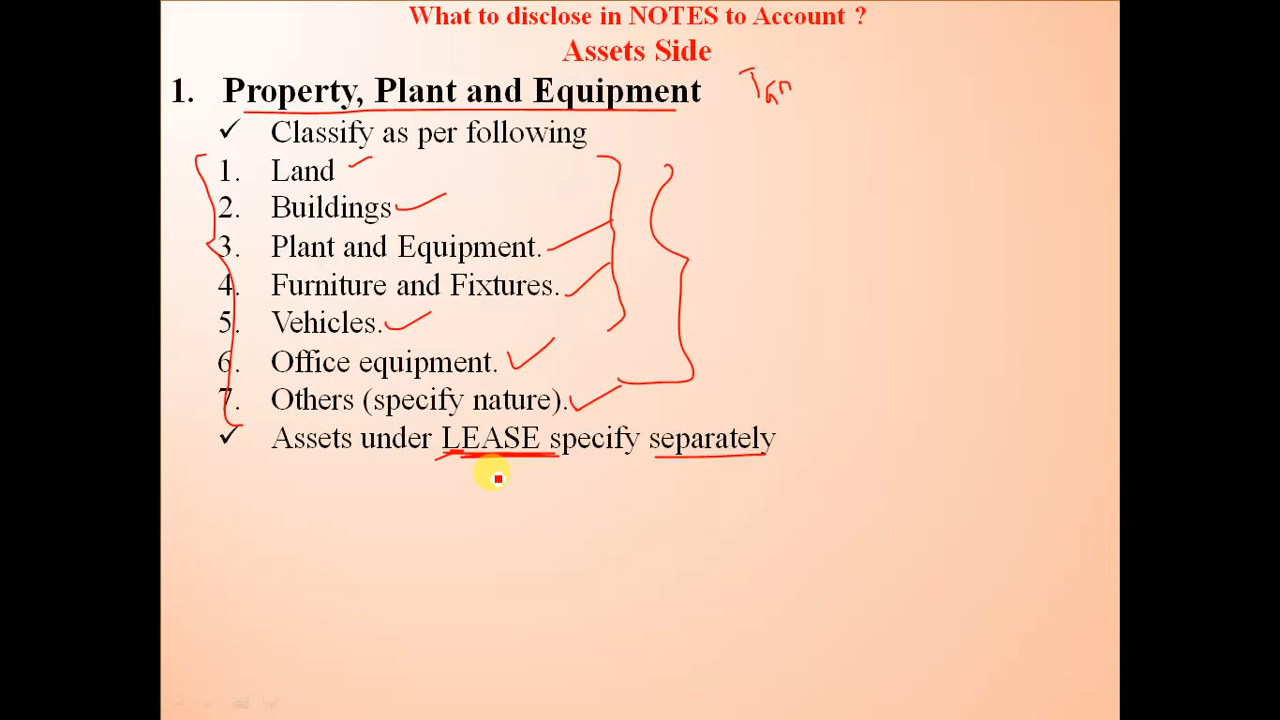 What to disclose in NOTES to Account ?
Assets Side
1. Property, Plant and Equipment
✓ Classify as per following
1. Land
2. Buildings
3. Plant and Equipment.
4. Furniture and Fixtures.
5. Vehicles.
6. Office equipment.
7. Others (specify nature).
✓ Assets under LEASE specify separately